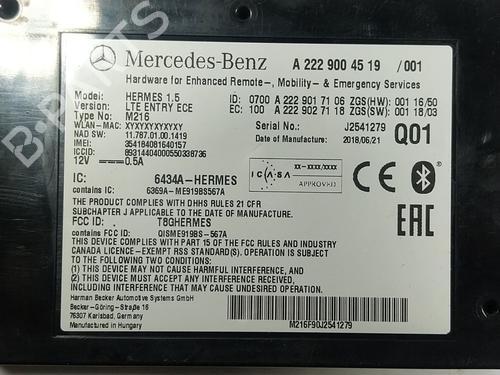 Mercedes-Benz A 222 900 45 19 /001
Hardware for Enhanced Remote-, Mobility- & Emergency Services
Model: HERMES 1.5 ID: 0700 A 222 901 71 06 ZGS(HW): 001 16/50
Version: LTE ENTRY ECE EC: 100 A 222 902 71 18 ZGS(SW): 001
Type No: M216
WLAN-MAC: XYXYXYXYXYXY Serial No.: J2541279 Q01
NAD SW: 11.787.01.00.1419
IMEI: 354184081640157 Date of Manufacture: 2018/06/21
ICCID: 89314404000550338736
12V 0.5A
IC: 6434A-HERMES
contains IC: 6369A-ME919BS567A
XX-XXXX/XXXX
ICASA
APPROVED
CE
THE PRODUCT COMPLIES WITH DHHS RULES 21 CFR
SUBCHAPTER J APPLICABLE TO THE DATE OF MANUFACTURE.
FCC ID: T8GHERMES
contains FCC ID: QISME919BS-567A
EAC
THIS DEVICE COMPLIES WITH PART 15 OF THE FCC RULES AND INDUSTRY
CANADA LICENCE-EXEMPT RSS STANDARD(S). OPERATION IS SUBJECT
TO THE FOLLOWING TWO CONDITIONS:
(1) THIS DEVICE MAY NOT CAUSE HARMFUL INTERFERENCE, AND
(2) THIS DEVICE MUST ACCEPT ANY INTERFERENCE RECEIVED,
INCLUDING INTERFERENCE THAT MAY CAUSE UNDESIRED OPERATION.
Harman Becker Automotive Systems GmbH
Becker-Göring-Straße 16
76307 Karlsbad, Germany
Manufactured in Hungary
M216F90J2541279